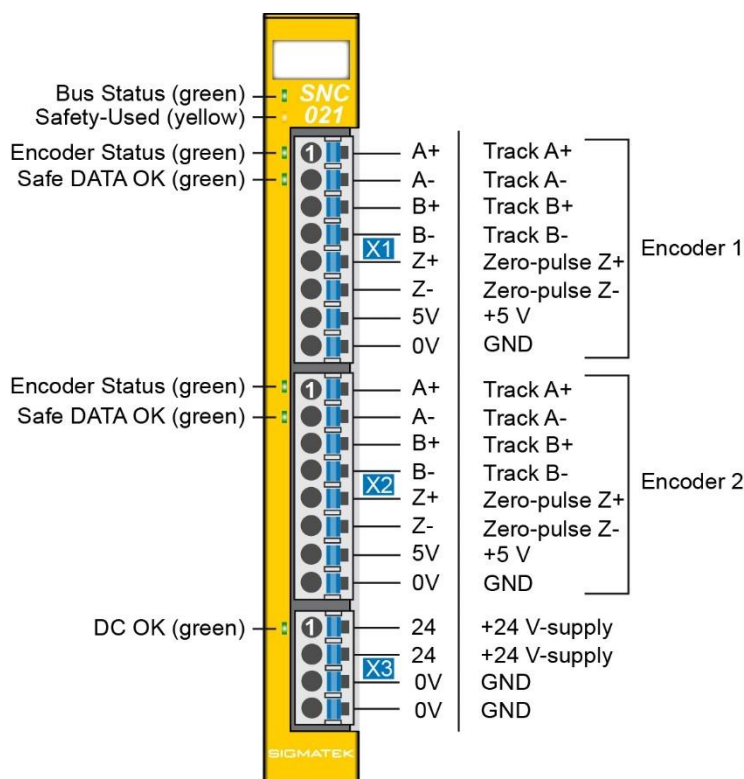 Bus Status (green)
SNC
Safety-Used (yellow)
021
Encoder Status (green)
1
A+
Track A+
Safe DATA OK (green)
A-
Track A-
B+
Track B+
B-
Track B-
X1
Encoder 1
Z+
Zero-pulse Z+
Z-
Zero-pulse Z-
5V
+5 V
0V
GND
Encoder Status (green)
1
A+
Track A+
Safe DATA OK (green)
A-
Track A-
B+
Track B+
B-
Track B-
X2
Encoder 2
Z+
Zero-pulse Z+
Z-
Zero-pulse Z-
5V
+5 V
0V
GND
DC OK (green)
1
24
+24 V-supply
24
+24 V-supply
X3
0V
GND
0V
GND
SIGMATEK